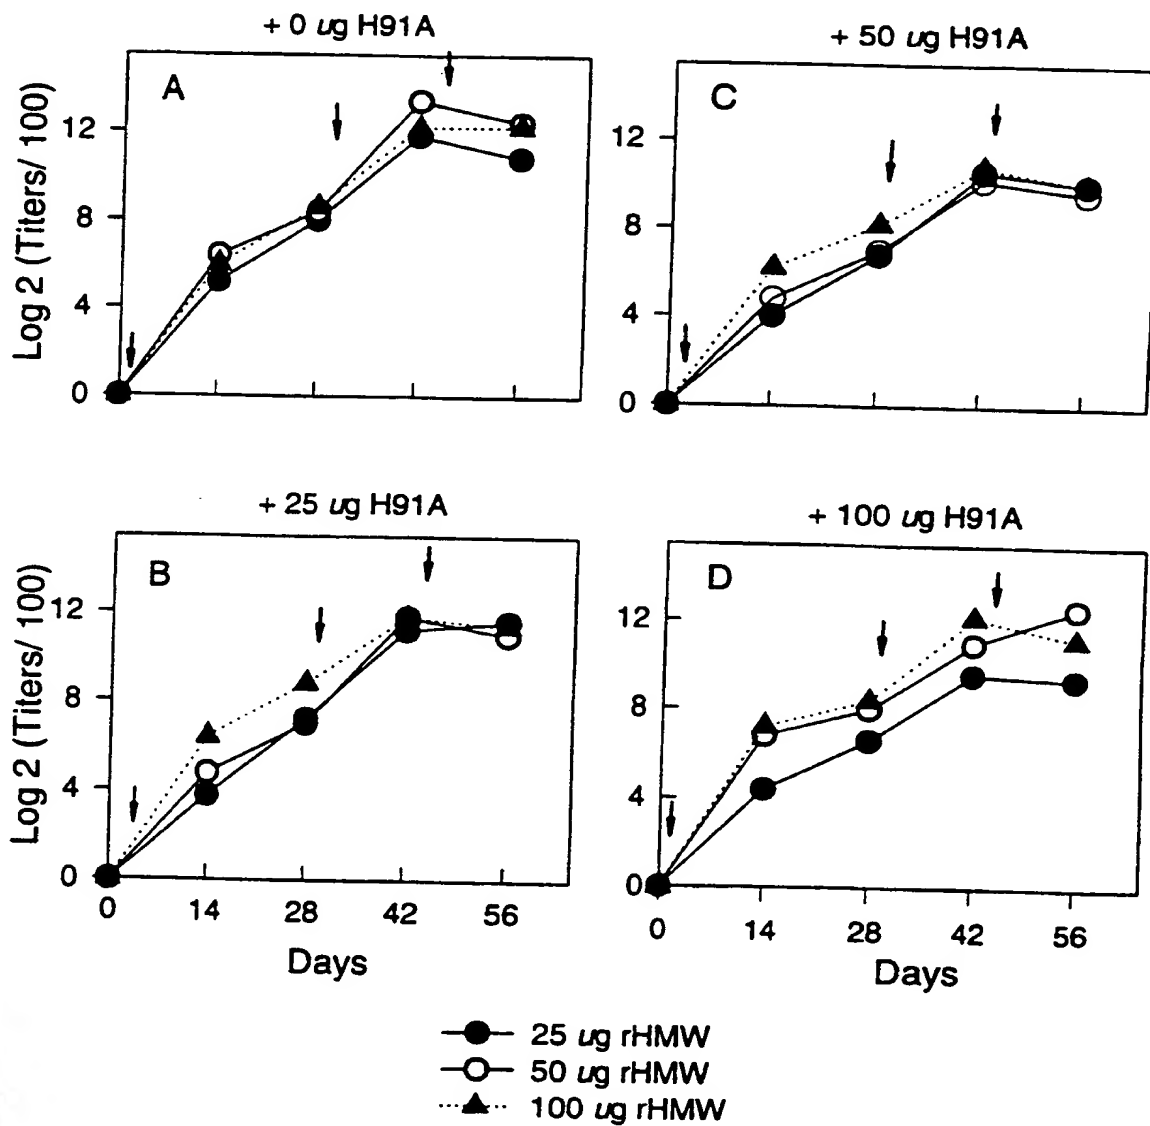 + 0 ug H91A
A
Log 2 (Titers/ 100)
12
8
4
0
+ 50 ug H91A
C
12
8
4
0
+ 25 ug H91A
B
Log 2 (Titers/ 100)
12
8
4
0
0 14 28 42 56
Days
+ 100 ug H91A
D
12
8
4
0
0 14 28 42 56
Days
25 ug rHMW
50 ug rHMW
100 ug rHMW